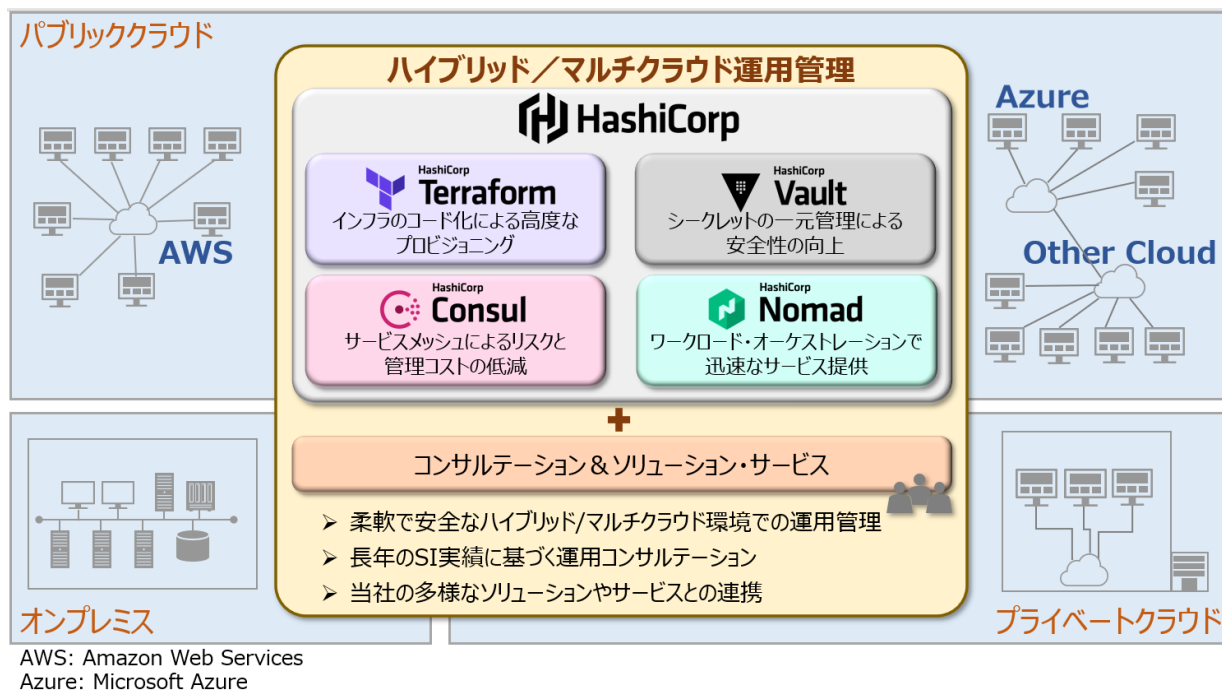 パブリッククラウド
ハイブリッド／マルチクラウド運用管理
HashiCorp
HashiCorp
Terraform
インフラのコード化による高度な
プロビジョニング
HashiCorp
Vault
シークレットの一元管理による
安全性の向上
HashiCorp
Consul
サービスメッシュによるリスクと
管理コストの低減
HashiCorp
Nomad
ワークロード・オーケストレーションで
迅速なサービス提供
AWS
Azure
Other Cloud
+
コンサルテーション＆ソリューション・サービス
➢ 柔軟で安全なハイブリッド/マルチクラウド環境での運用管理
➢ 長年のSI実績に基づく運用コンサルテーション
➢ 当社の多様なソリューションやサービスとの連携
オンプレミス
プライベートクラウド
AWS: Amazon Web Services
Azure: Microsoft Azure